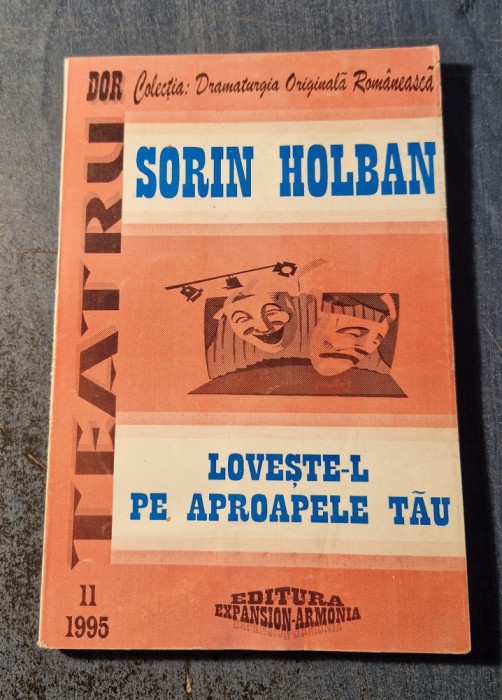 DOR Colecția: Dramaturgia Originală Românească
TEATRU
SORIN HOLBAN
LOVEȘTE-L
PE APROAPELE TĂU
11
1995
EDITURA
EXPANSION-ARMONIA